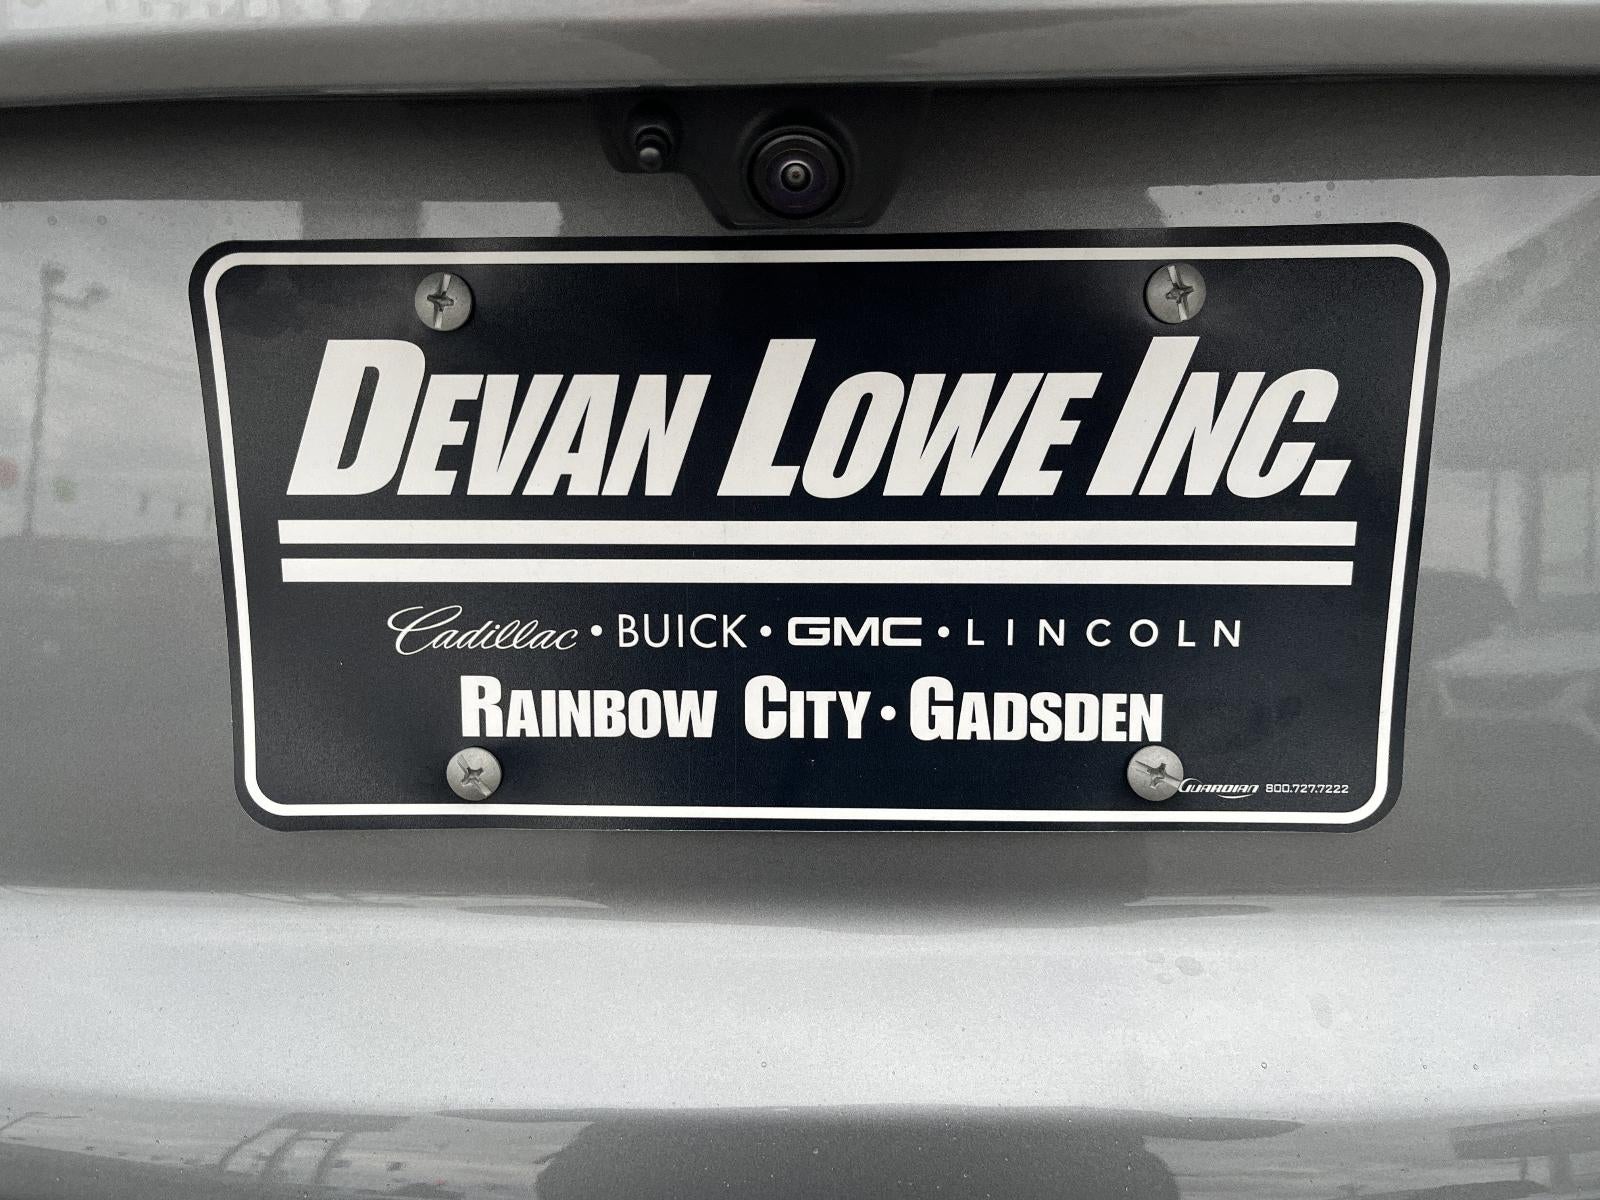 DEVAN LOWE INC.
Cadillac • BUICK • GMC • LINCOLN
RAINBOW CITY • GADSDEN
GUARDIAN 800.727.7222